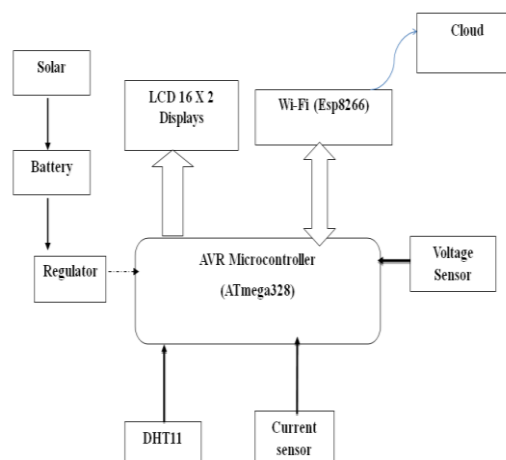 Cloud
Solar
LCD 16 X 2
Displays
Wi-Fi (Esp8266)
Battery
Regulator
AVR Microcontroller
(ATmega328)
Voltage
Sensor
DHT11
Current
sensor